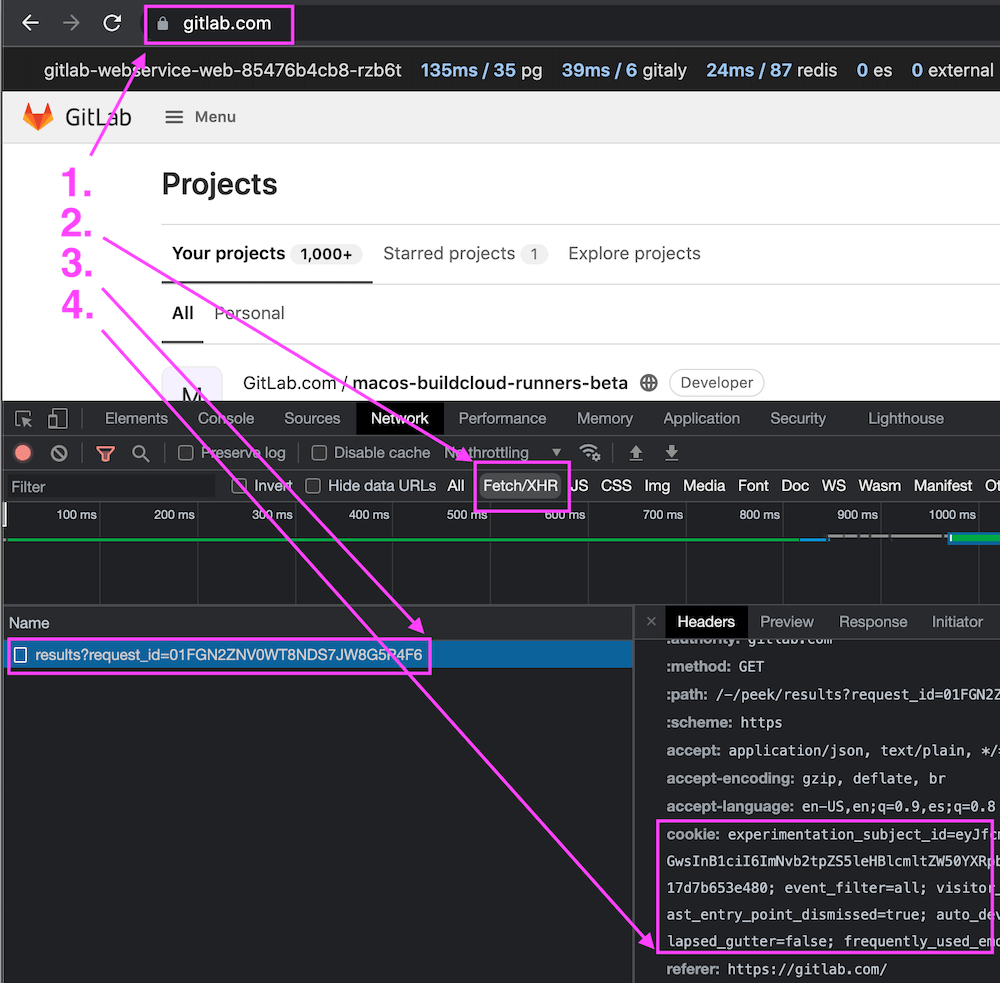 gitlab.com
gitlab-webservice-web-85476b4cb8-rzb6t 135ms / 35 pg 39ms / 6 gitaly 24ms / 87 redis 0 es 0 external
GitLab Menu
1.
2.
3.
4.
Projects
Your projects 1,000+ Starred projects 1 Explore projects
All Personal
M GitLab.com / macos-buildcloud-runners-beta Developer
Elements Console Sources Network Performance Memory Application Security Lighthouse
Preserve log Disable cache No throttling
Filter Invert Hide data URLs All Fetch/XHR JS CSS Img Media Font Doc WS Wasm Manifest Ot
100 ms 200 ms 300 ms 400 ms 500 ms 600 ms 700 ms 800 ms 900 ms 1000 ms
Name
results?request_id=01FGN2ZNV0WT8NDS7JW8G5R4F6
× Headers Preview Response Initiator
:authority: gitlab.com
:method: GET
:path: /-/peek/results?request_id=01FGN2Z
:scheme: https
accept: application/json, text/plain, */
accept-encoding: gzip, deflate, br
accept-language: en-US,en;q=0.9,es;q=0.8
cookie: experimentation_subject_id=eyJfcm
GwsInB1ciI6ImNvb2tpZS5leHBlcmltZW50YXRpb
17d7b653e480; event_filter=all; visitor_
ast_entry_point_dismissed=true; auto_dev
lapsed_gutter=false; frequently_used_emo
referer: https://gitlab.com/